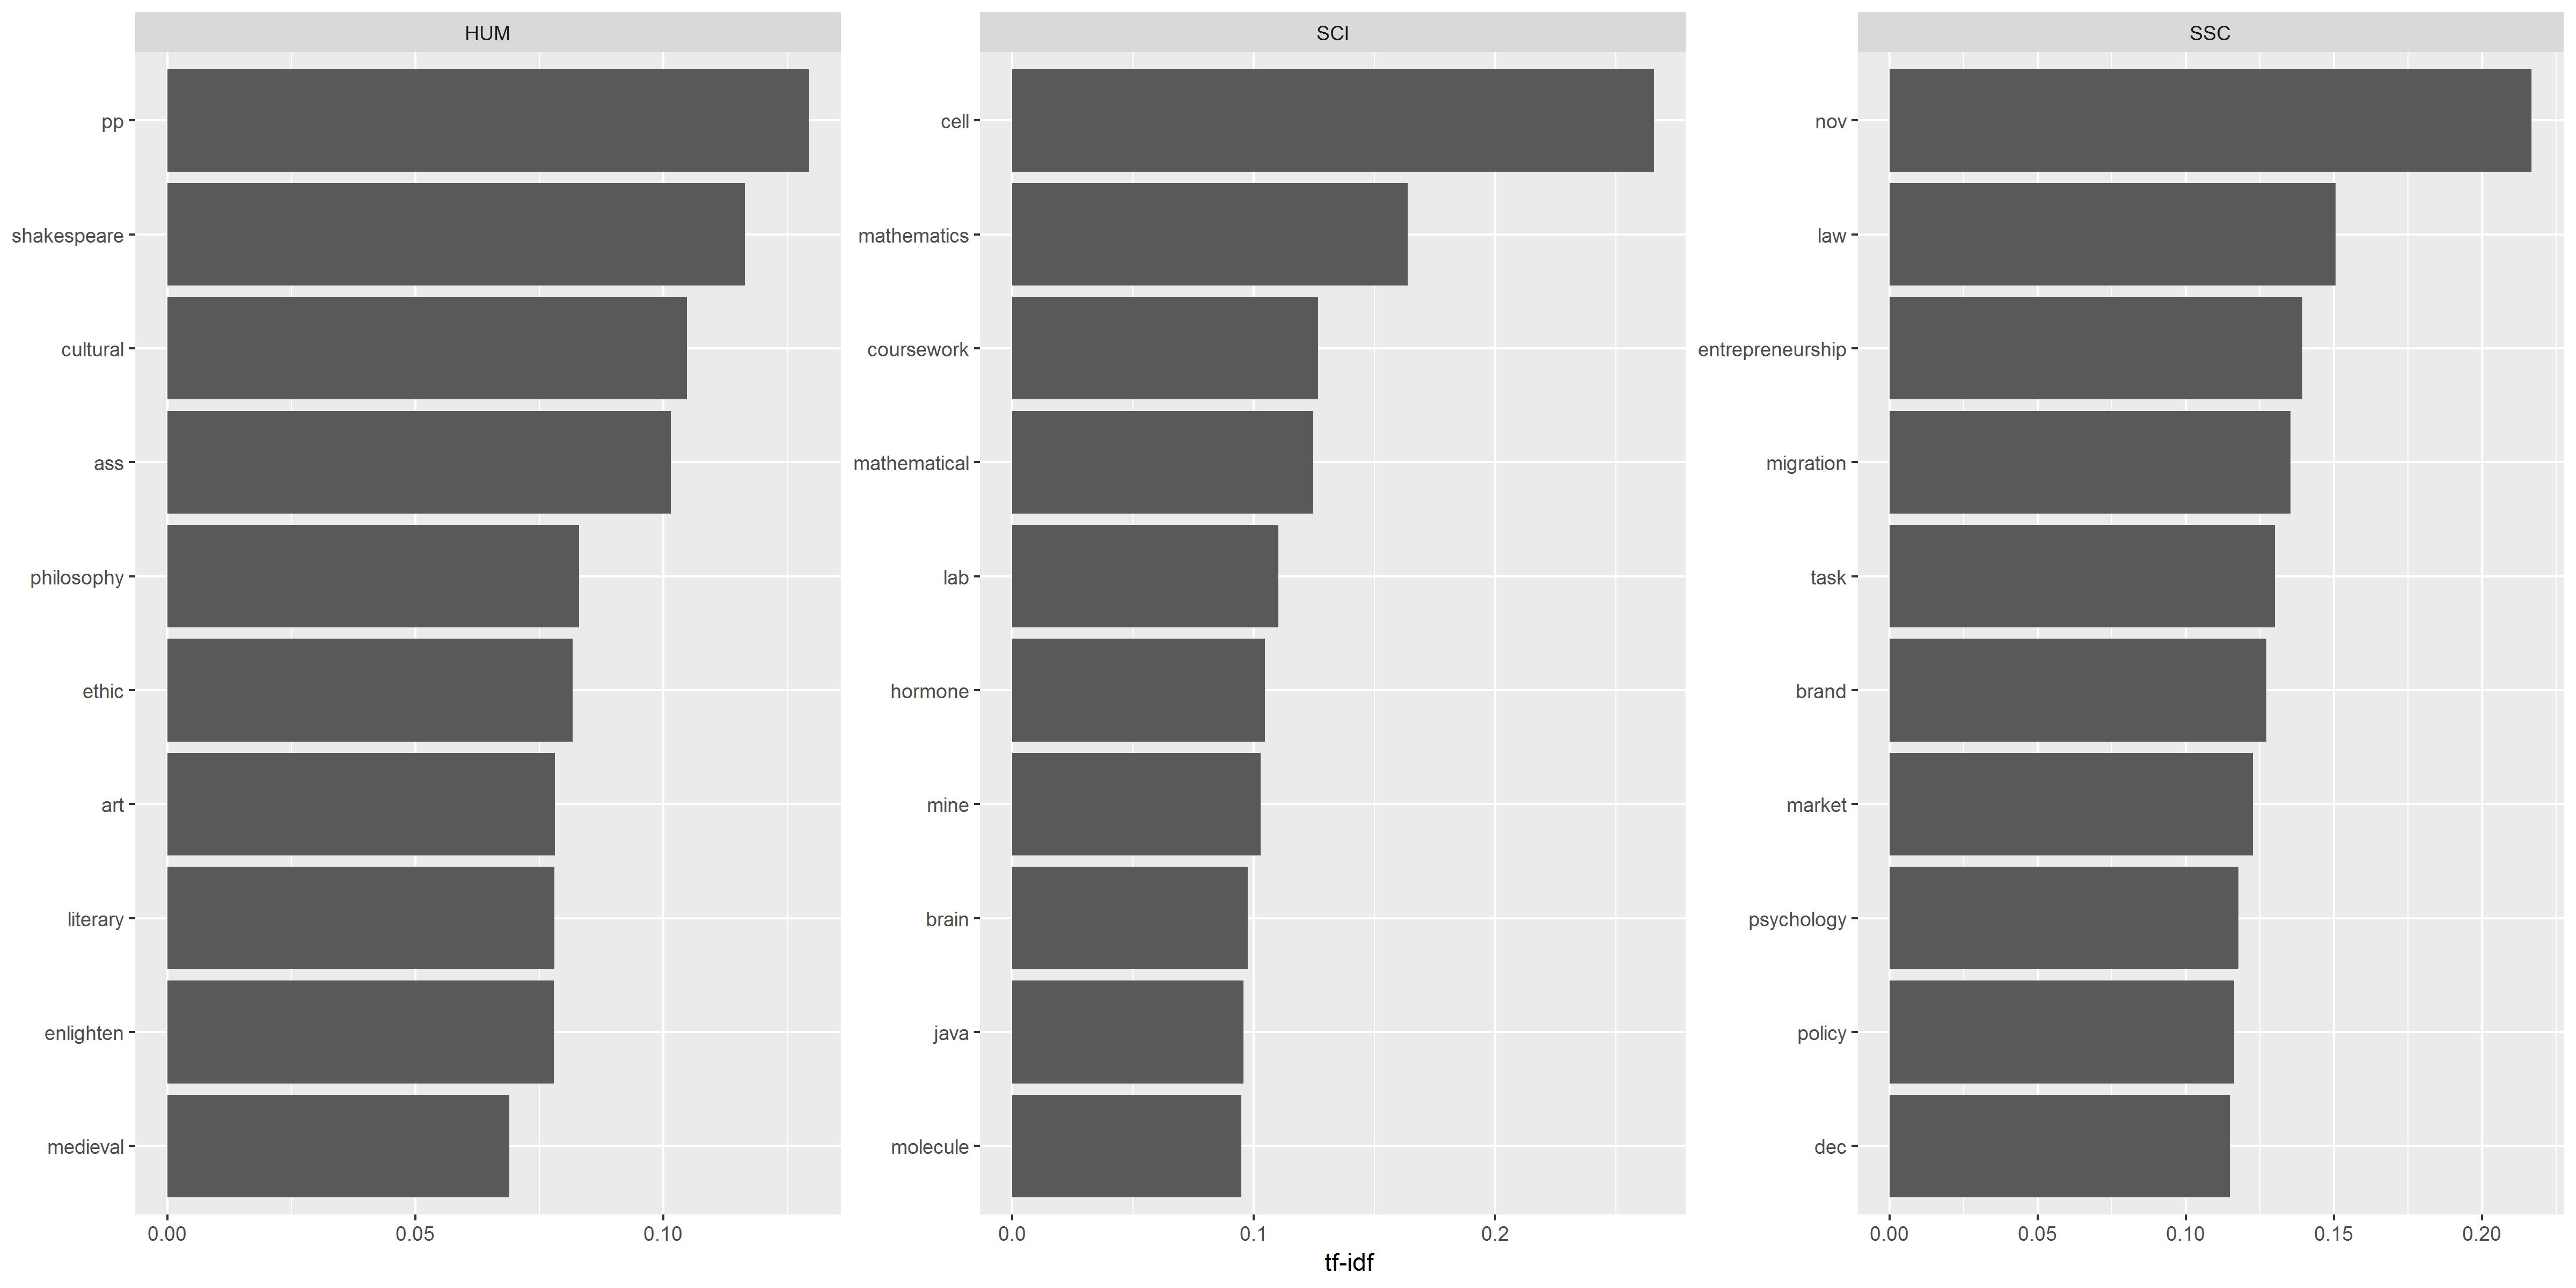 HUM
pp
shakespeare
cultural
ass
philosophy
ethic
art
literary
enlighten
medieval
0.00 0.05 0.10
SCI
cell
mathematics
coursework
mathematical
lab
hormone
mine
brain
java
molecule
0.0 0.1 0.2
SSC
nov
law
entrepreneurship
migration
task
brand
market
psychology
policy
dec
0.00 0.05 0.10 0.15 0.20
tf-idf